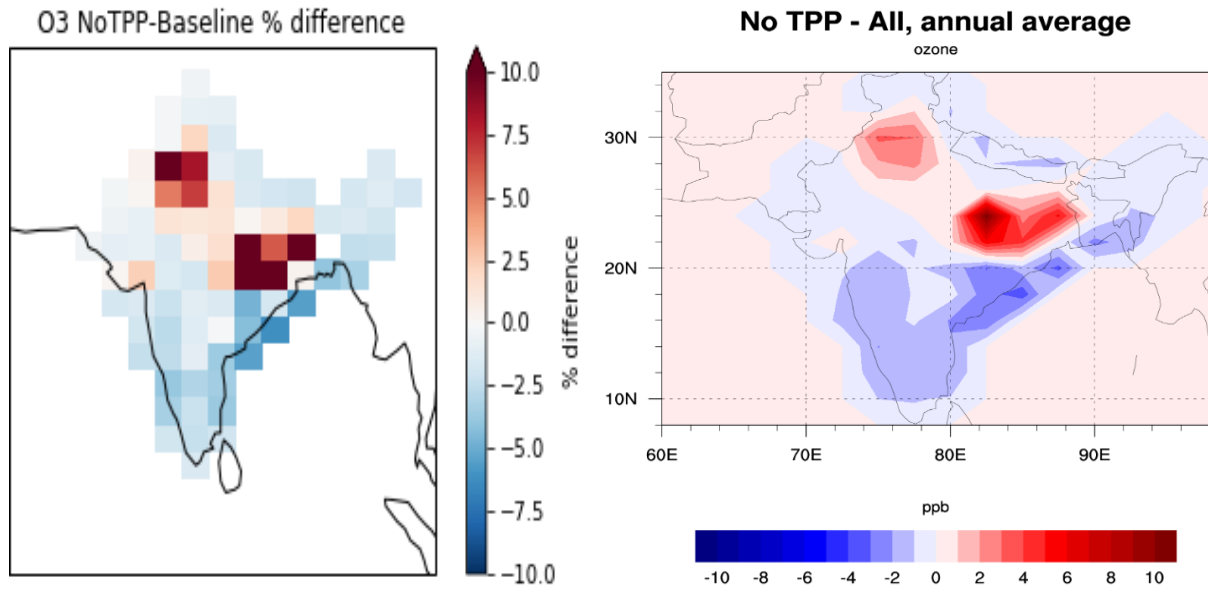 O3 NoTPP-Baseline % difference
10.0
7.5
5.0
2.5
0.0
−2.5
−5.0
−7.5
−10.0
% difference
No TPP - All, annual average
ozone
30N
20N
10N
60E 70E 80E 90E
ppb
-10 -8 -6 -4 -2 0 2 4 6 8 10